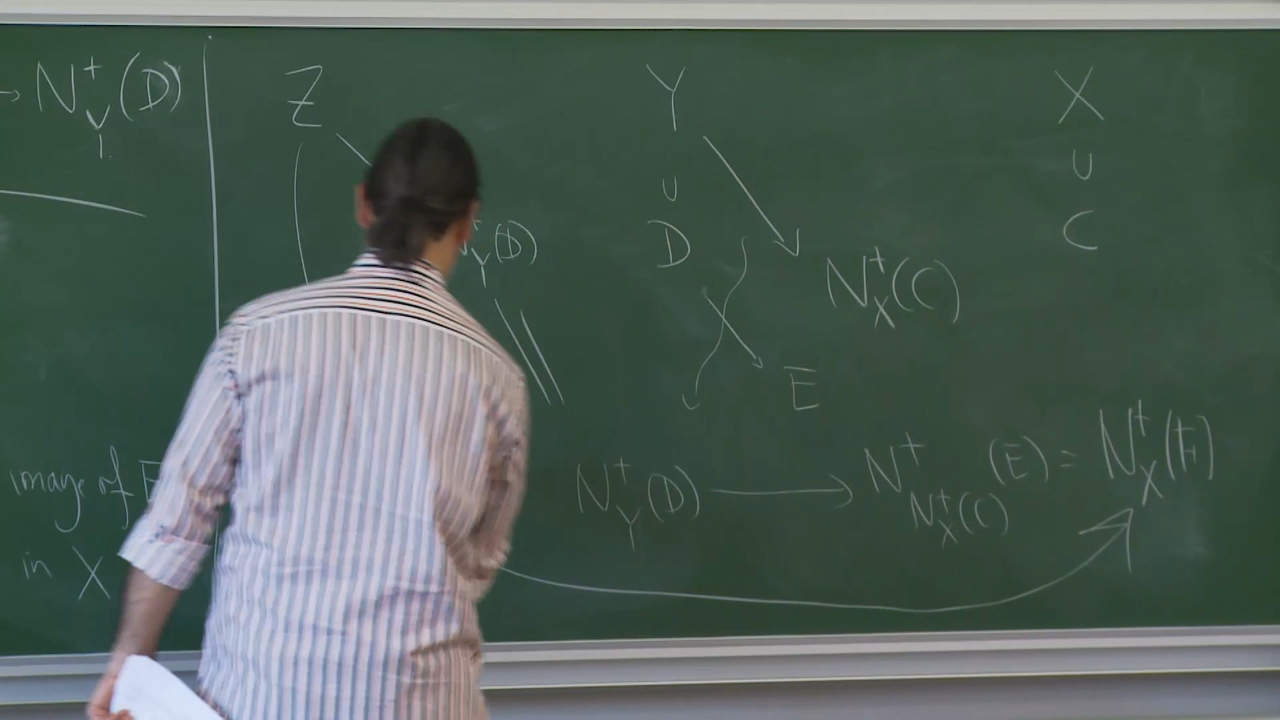 → N⁺_Y(D)
Z Y X
∪ ∪
D C
(D)
N⁺_X(C)
E
image of
in X
N⁺_Y(D) → N⁺_{N⁺_X(C)}(E) = N⁺_X(F)